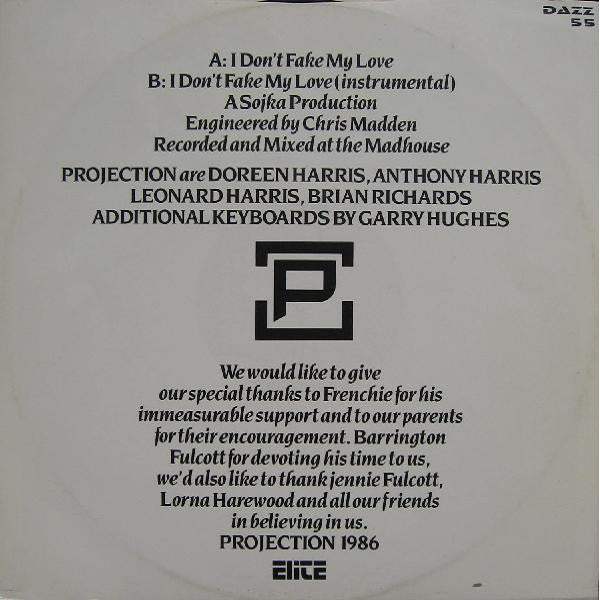 DAZZ
55
A: I Don't Fake My Love
B: I Don't Fake My Love (instrumental)
A Sojka Production
Engineered by Chris Madden
Recorded and Mixed at the Madhouse
PROJECTION are DOREEN HARRIS, ANTHONY HARRIS
LEONARD HARRIS, BRIAN RICHARDS
ADDITIONAL KEYBOARDS BY GARRY HUGHES
P
We would like to give
our special thanks to Frenchie for his
immeasurable support and to our parents
for their encouragement. Barrington
Fulcott for devoting his time to us,
we'd also like to thank jennie Fulcott,
Lorna Harewood and all our friends
in believing in us.
PROJECTION 1986
ELITE